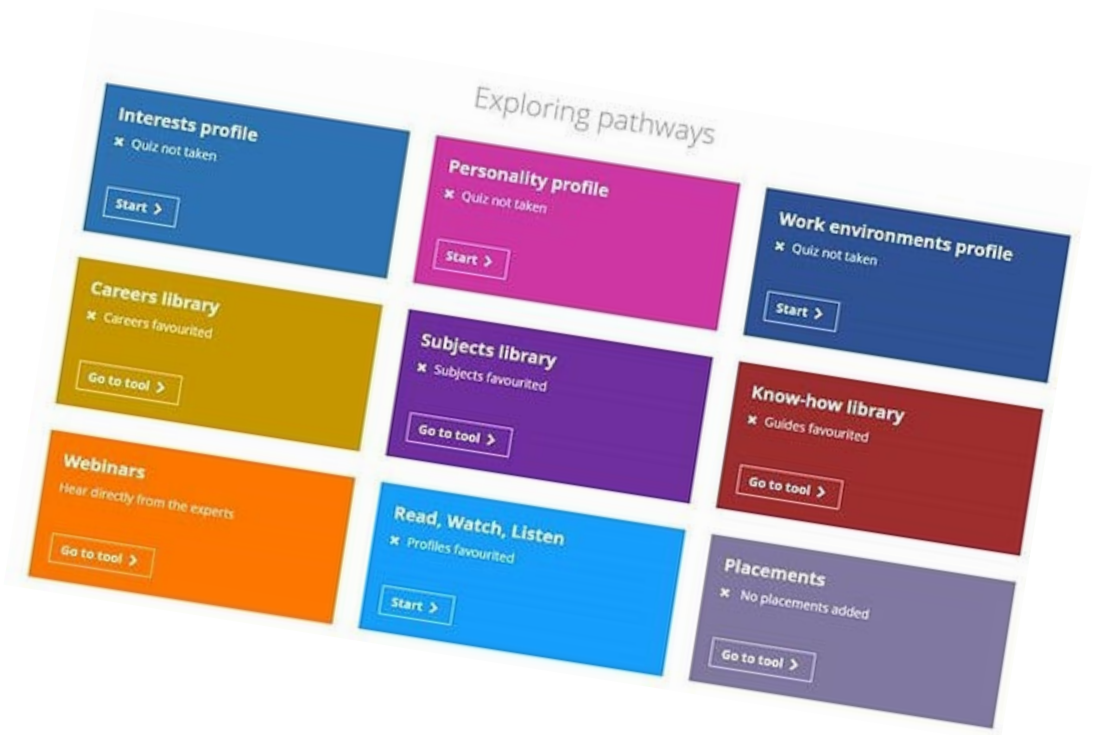 Exploring pathways
Interests profile
✖ Quiz not taken
Start >
Personality profile
✖ Quiz not taken
Start >
Work environments profile
✖ Quiz not taken
Start >
Careers library
✖ Careers favourited
Go to tool >
Subjects library
✖ Subjects favourited
Go to tool >
Know-how library
✖ Guides favourited
Go to tool >
Webinars
Hear directly from the experts
Go to tool >
Read, Watch, Listen
✖ Profiles favourited
Start >
Placements
✖ No placements added
Go to tool >